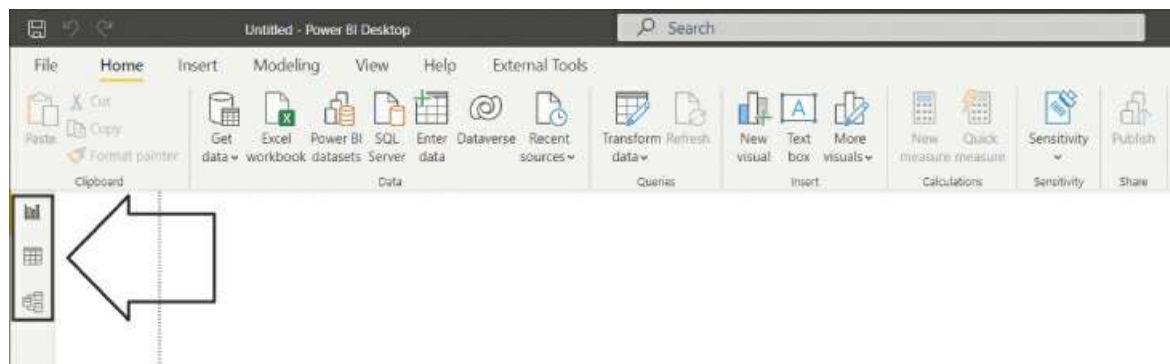 Untitled - Power BI Desktop
Search
File Home Insert Modeling View Help External Tools
Paste
Cut
Copy
Format painter
Get data
Excel workbook
Power BI datasets
SQL Server
Enter data
Dataverse
Recent sources
Transform data
Refresh
New visual
Text box
More visuals
New measure
Quick measure
Sensitivity
Publish
Clipboard
Data
Queries
Insert
Calculations
Sensitivity
Share